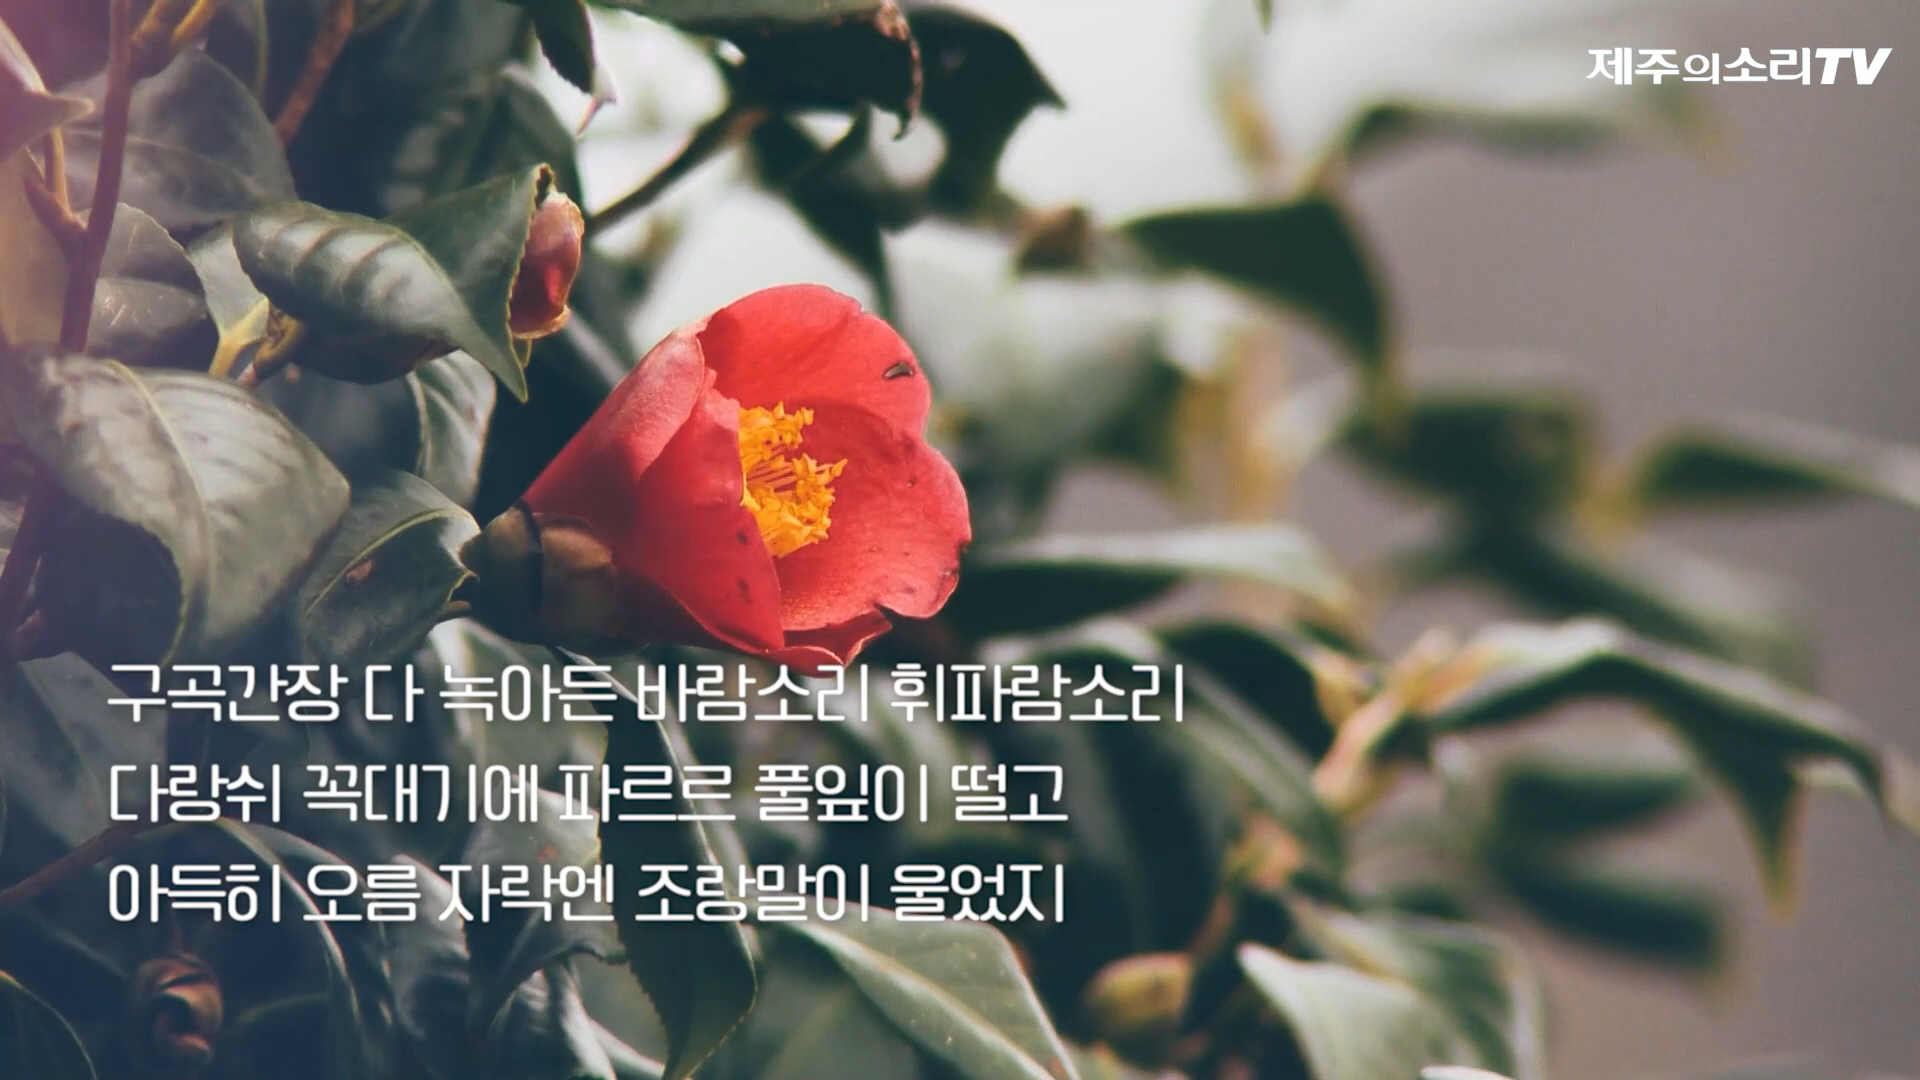 제주의소리TV
구곡간장 다 녹아든 바람소리 휘파람소리
다랑쉬 꼭대기에 파르르 풀잎이 떨고
아득히 오름 자락엔 조랑말이 울었지